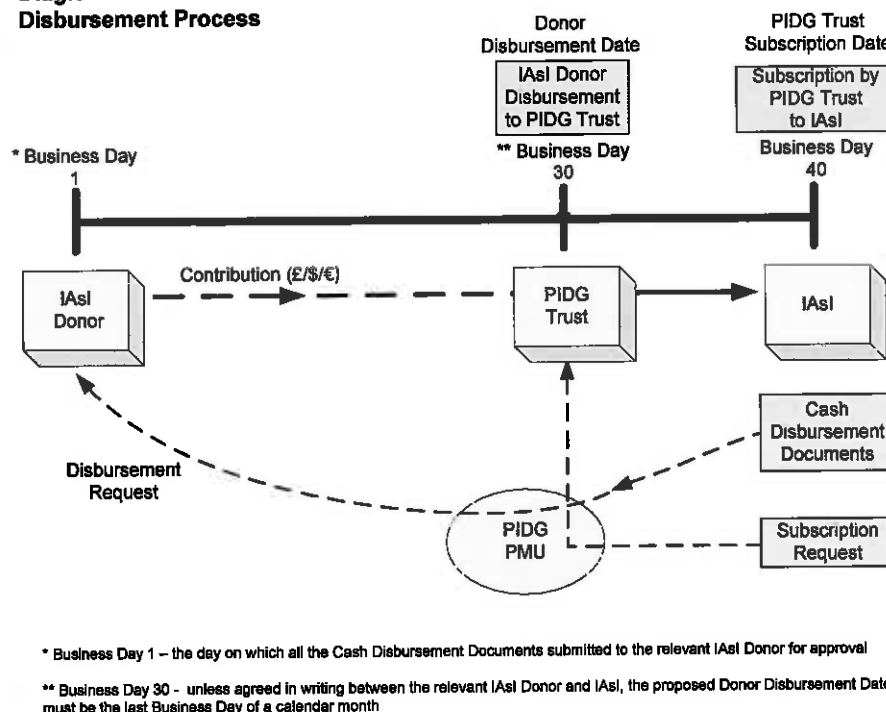 Disbursement Process
Donor
Disbursement Date
PIDG Trust
Subscription Date
IAsI Donor
Disbursement
to PIDG Trust
Subscription by
PIDG Trust
to IAsI
* Business Day
1
** Business Day
30
Business Day
40
IAsI
Donor
Contribution (£/$/€)
PIDG
Trust
IAsI
Cash
Disbursement
Documents
Disbursement
Request
PIDG
PMU
Subscription
Request
* Business Day 1 – the day on which all the Cash Disbursement Documents submitted to the relevant IAsI Donor for approval
** Business Day 30 - unless agreed in writing between the relevant IAsI Donor and IAsI, the proposed Donor Disbursement Date
must be the last Business Day of a calendar month